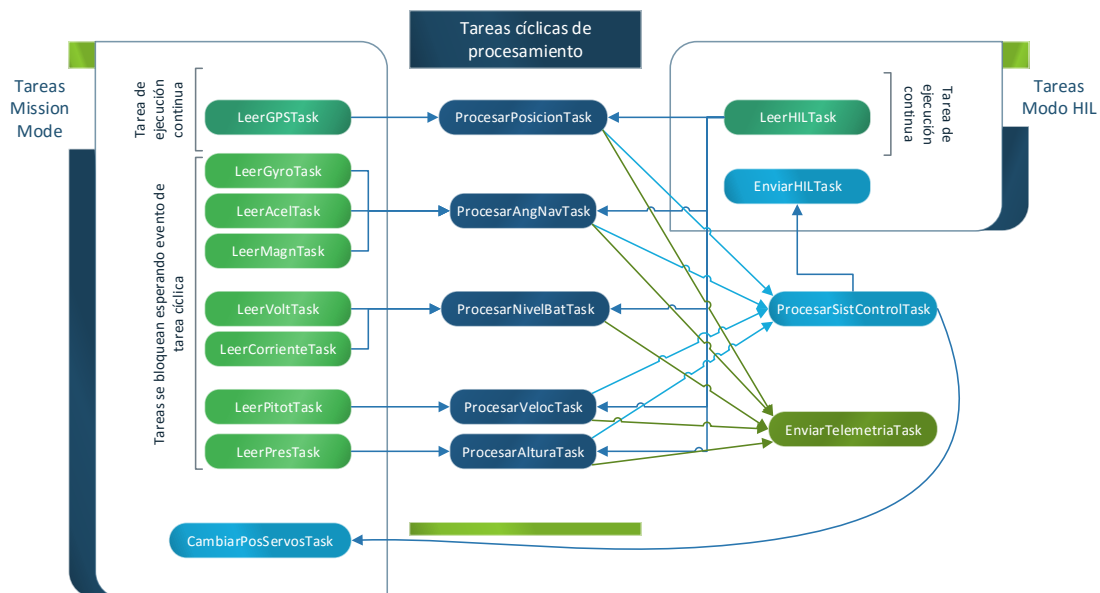 Tareas cíclicas de
procesamiento
Tareas
Mission
Mode
Tarea de
ejecución
continua
LeerGPSTask
ProcesarPosicionTask
LeerHILTask
Tarea de
ejecución
continua
Tareas
Modo HIL
Tareas se bloquean esperando evento de
tarea cíclica
LeerGyroTask
EnviarHILTask
LeerAcelTask
ProcesarAngNavTask
LeerMagnTask
LeerVoltTask
ProcesarNivelBatTask
ProcesarSistControlTask
LeerCorrienteTask
LeerPitotTask
ProcesarVelocTask
EnviarTelemetriaTask
LeerPresTask
ProcesarAlturaTask
CambiarPosServosTask